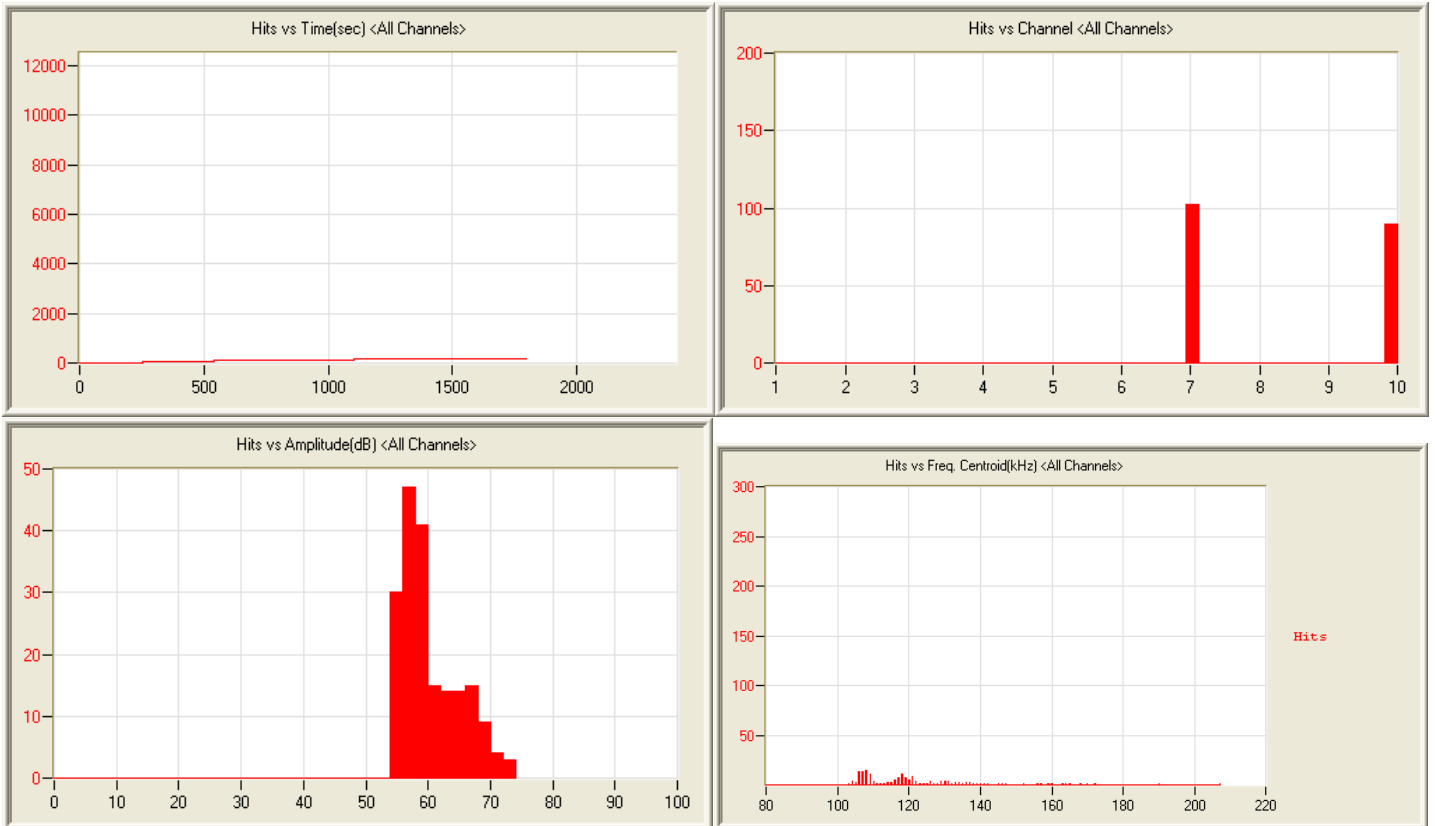 Hits vs Time(sec) <All Channels>
12000
10000
8000
6000
4000
2000
0
0 500 1000 1500 2000
Hits vs Channel <All Channels>
200
150
100
50
0
1 2 3 4 5 6 7 8 9 10
Hits vs Amplitude(dB) <All Channels>
50
40
30
20
10
0
0 10 20 30 40 50 60 70 80 90 100
Hits vs Freq. Centroid(kHz) <All Channels>
300
250
200
150
100
50
80 100 120 140 160 180 200 220
Hits